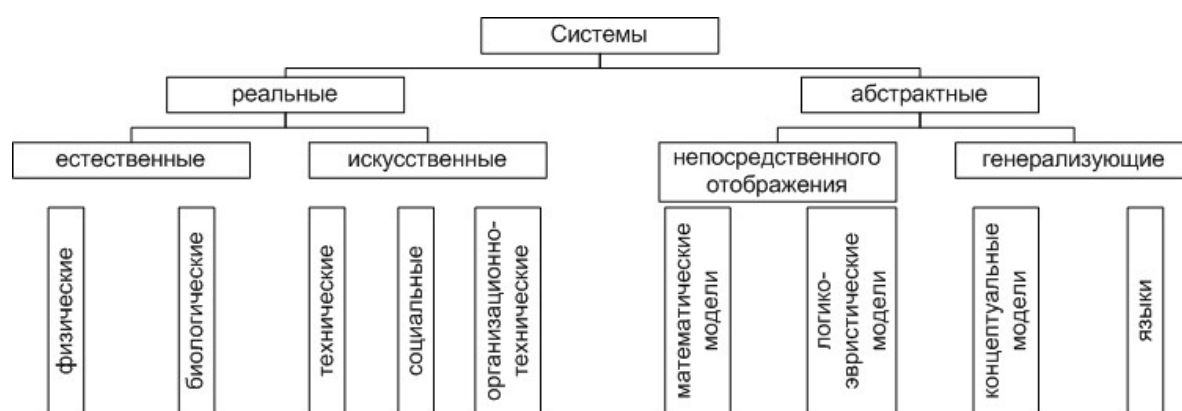 Системы
реальные
абстрактные
естественные
искусственные
непосредственного
отображения
генерализующие
физические
биологические
технические
социальные
организационно-
технические
математические
модели
логико-
эвристические
модели
концептуальные
модели
языки